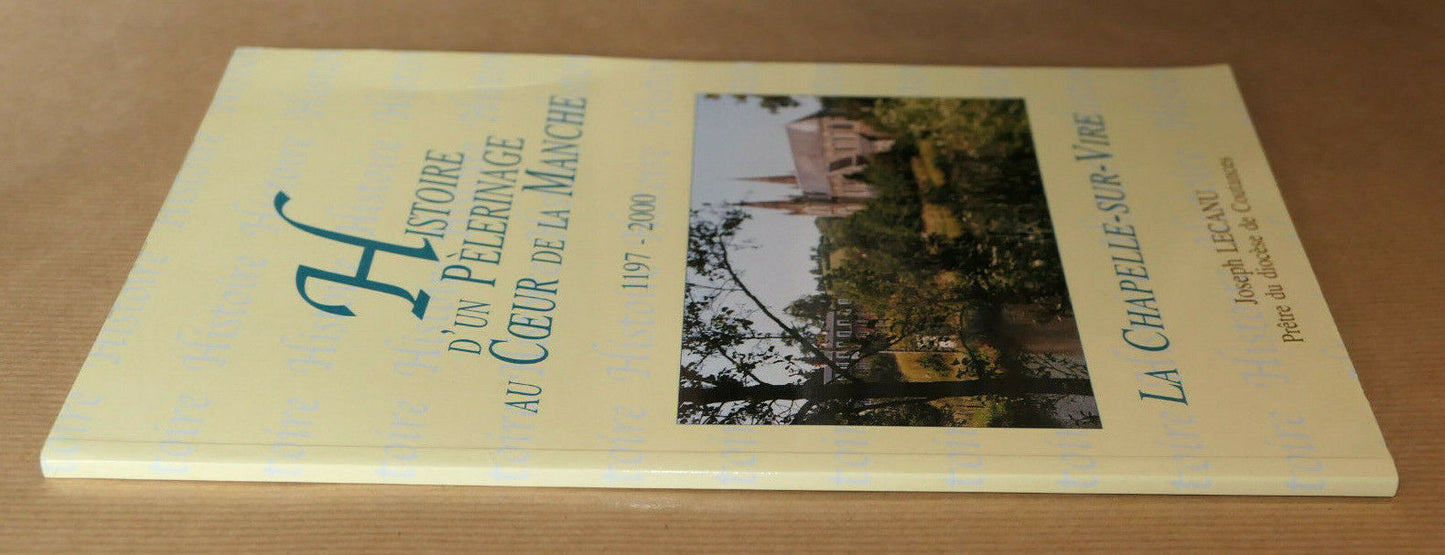 HISTOIRE
D'UN PÈLERINAGE
AU CŒUR DE LA MANCHE
1197 - 2000
LA CHAPELLE-SUR-VIRE
Joseph LECANU
Prêtre du diocèse de Coutances